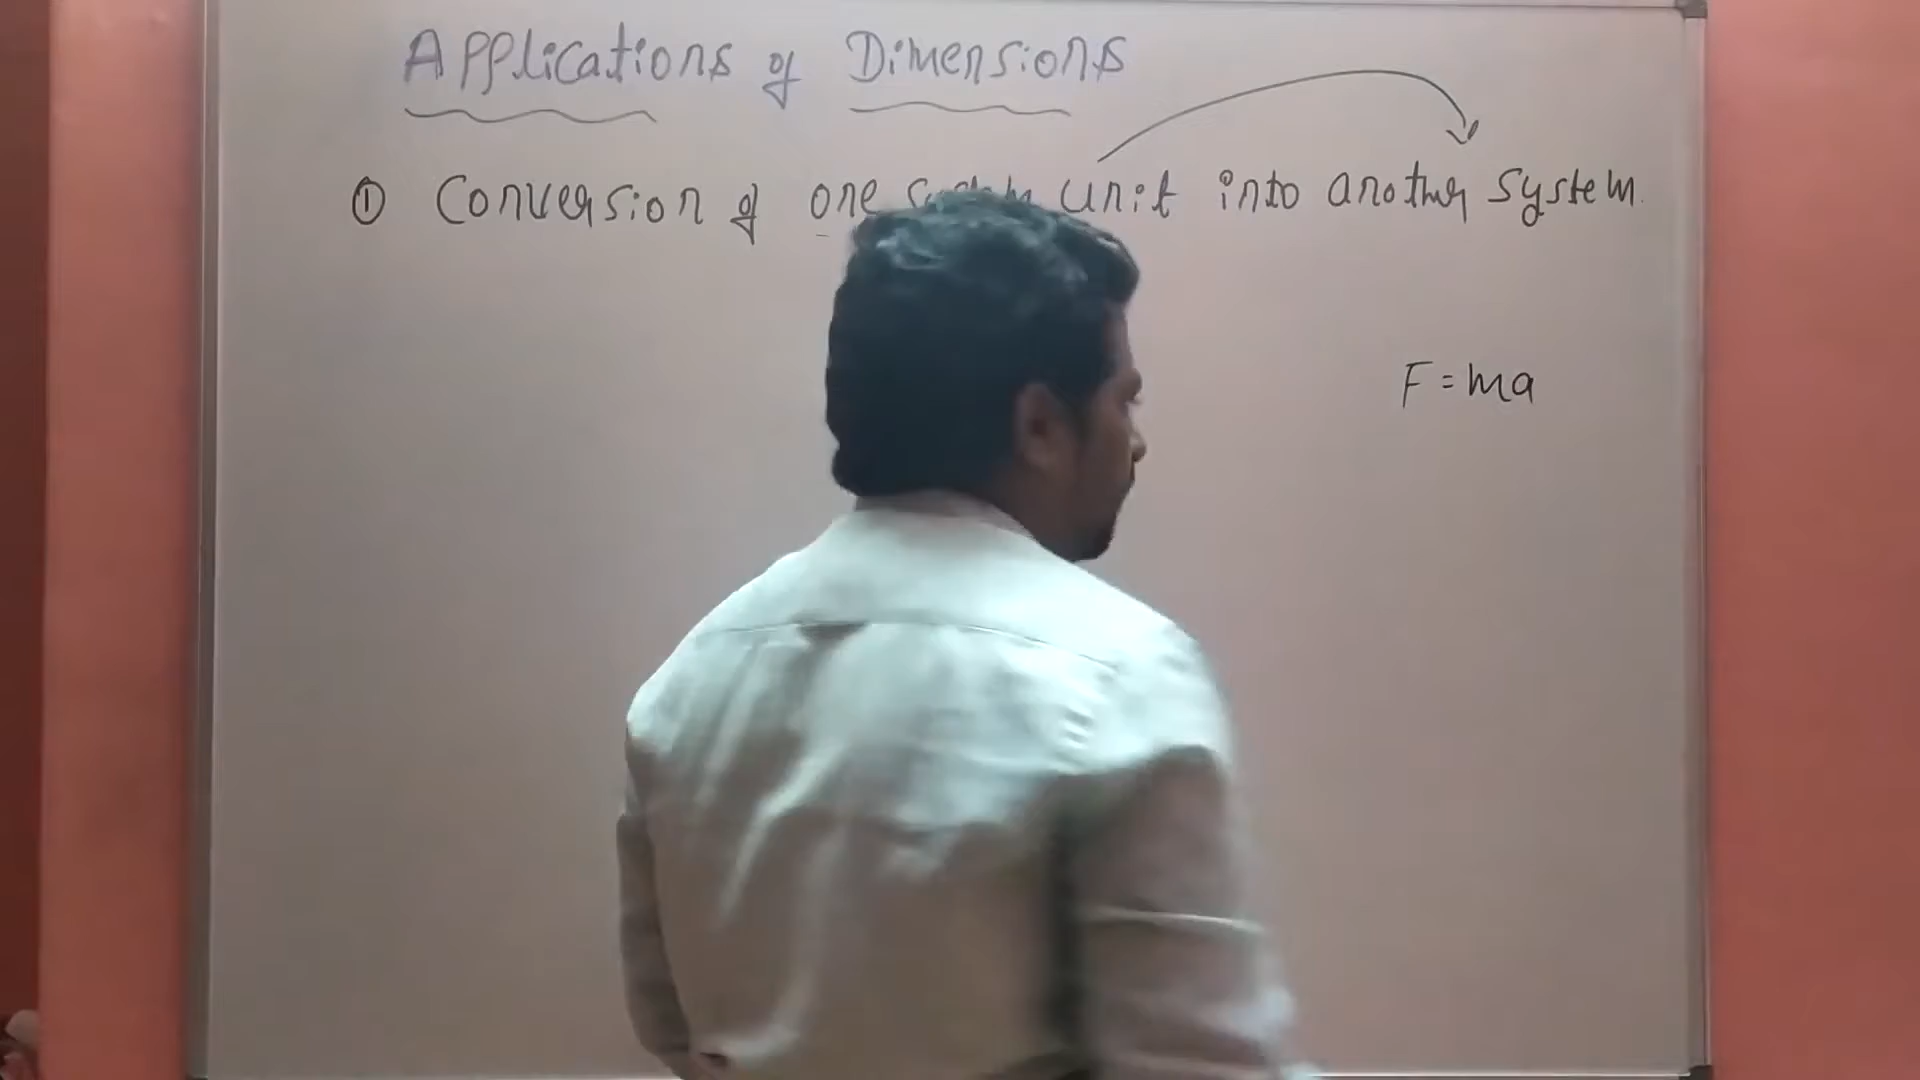 Applications of Dimensions
① Conversion of one system unit into another system.
F = ma